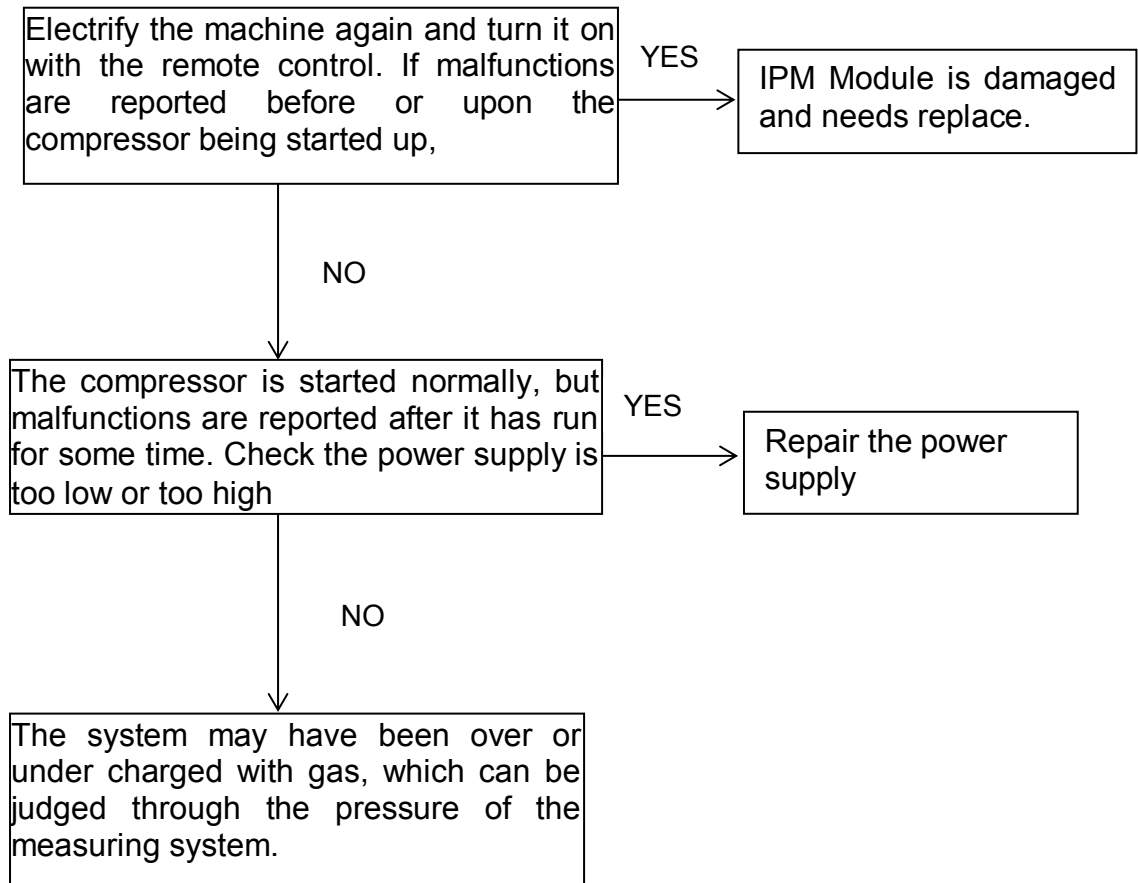 Electrify the machine again and turn it on
with the remote control. If malfunctions
are reported before or upon the
compressor being started up,
YES
IPM Module is damaged
and needs replace.
NO
The compressor is started normally, but
malfunctions are reported after it has run
for some time. Check the power supply is
too low or too high
YES
Repair the power
supply
NO
The system may have been over or
under charged with gas, which can be
judged through the pressure of the
measuring system.